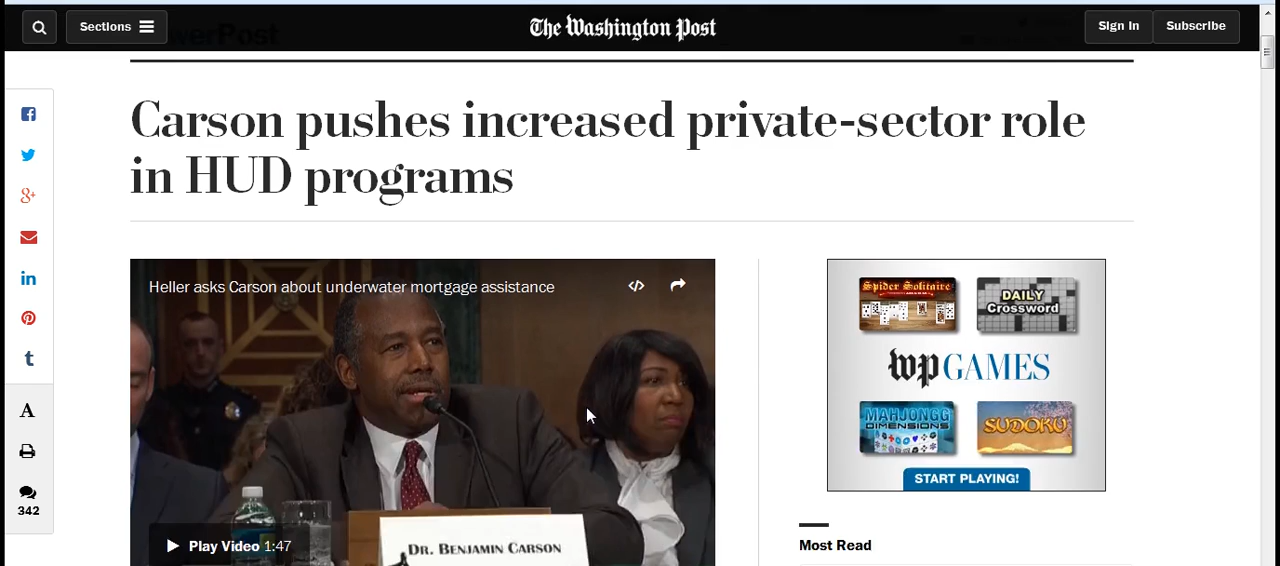 Sections
The Washington Post
Sign In
Subscribe
Carson pushes increased private-sector role
in HUD programs
Heller asks Carson about underwater mortgage assistance
Play Video 1:47
DR. BENJAMIN CARSON
Spider Solitaire
DAILY
Crossword
wp GAMES
MAHJONGG
DIMENSIONS
SUDOKU
START PLAYING!
Most Read
8+
in
t
A
342